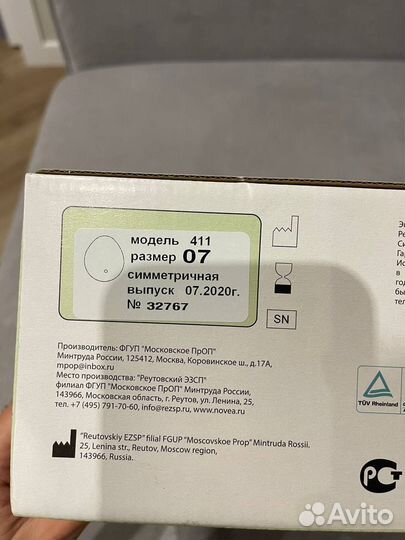 модель 411
размер 07
симметричная
выпуск 07.2020г.
№ 32767
SN
Производитель: ФГУП "Московское ПрОП"
Минтруда России, 125412, Москва, Коровинское ш., д.17А,
mpop@inbox.ru
Место производства: "Реутовский ЭЗСП"
филиал ФГУП "Московское ПрОП" Минтруда России,
143966, Московская область, г. Реутов, ул. Ленина, 25,
тел. +7 (495) 791-70-60, info@rezsp.ru, www.novea.ru
"Reutovskiy EZSP" filial FGUP "Moscovskoe Prop" Mintruda Rossii.
25, Lenina str., Reutov, Moscow region,
143966, Russia.
TÜV Rheinland
РСТ
Avito